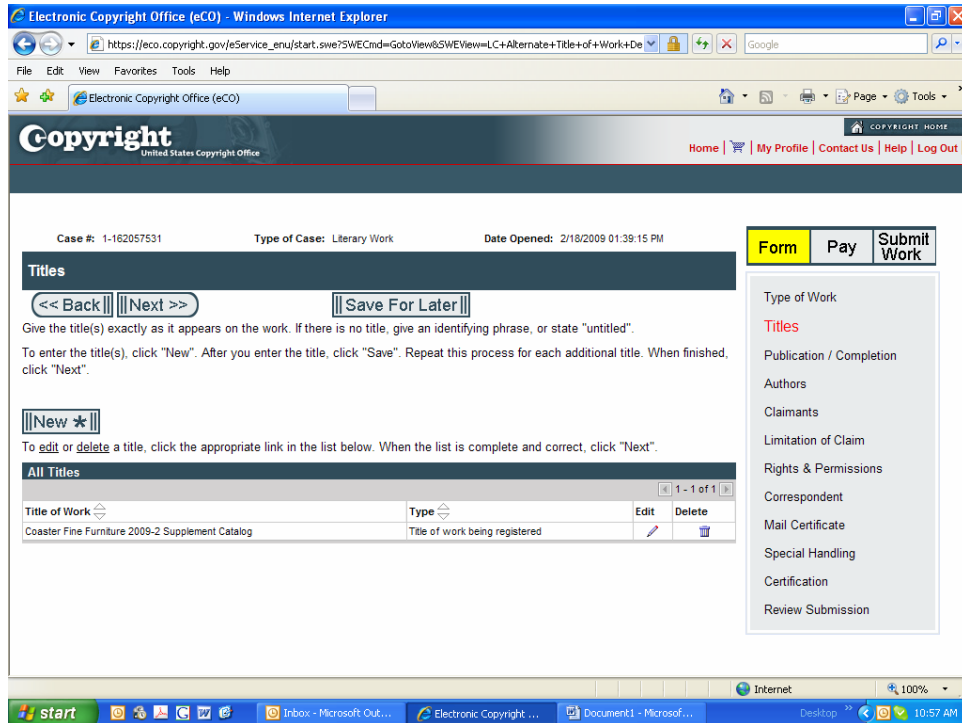 Electronic Copyright Office (eCO) - Windows Internet Explorer
https://eco.copyright.gov/eService_enu/start.swe?SWECmd=GotoView&SWEView=LC+Alternate+Title+of+Work+De
Google
File Edit View Favorites Tools Help
Electronic Copyright Office (eCO)
Page Tools
COPYRIGHT HOME
Copyright
United States Copyright Office
Home | My Profile | Contact Us | Help | Log Out
Case #: 1-162057531 Type of Case: Literary Work Date Opened: 2/18/2009 01:39:15 PM
Form Pay Submit Work
Titles
<< Back Next >> Save For Later
Give the title(s) exactly as it appears on the work. If there is no title, give an identifying phrase, or state "untitled".
To enter the title(s), click "New". After you enter the title, click "Save". Repeat this process for each additional title. When finished,
click "Next".
New *
To edit or delete a title, click the appropriate link in the list below. When the list is complete and correct, click "Next".
All Titles
1 - 1 of 1
Title of Work Type Edit Delete
Coaster Fine Furniture 2009-2 Supplement Catalog Title of work being registered
Type of Work
Titles
Publication / Completion
Authors
Claimants
Limitation of Claim
Rights & Permissions
Correspondent
Mail Certificate
Special Handling
Certification
Review Submission
Internet 100%
start Inbox - Microsoft Out... Electronic Copyright ... Document1 - Microsof... Desktop 10:57 AM